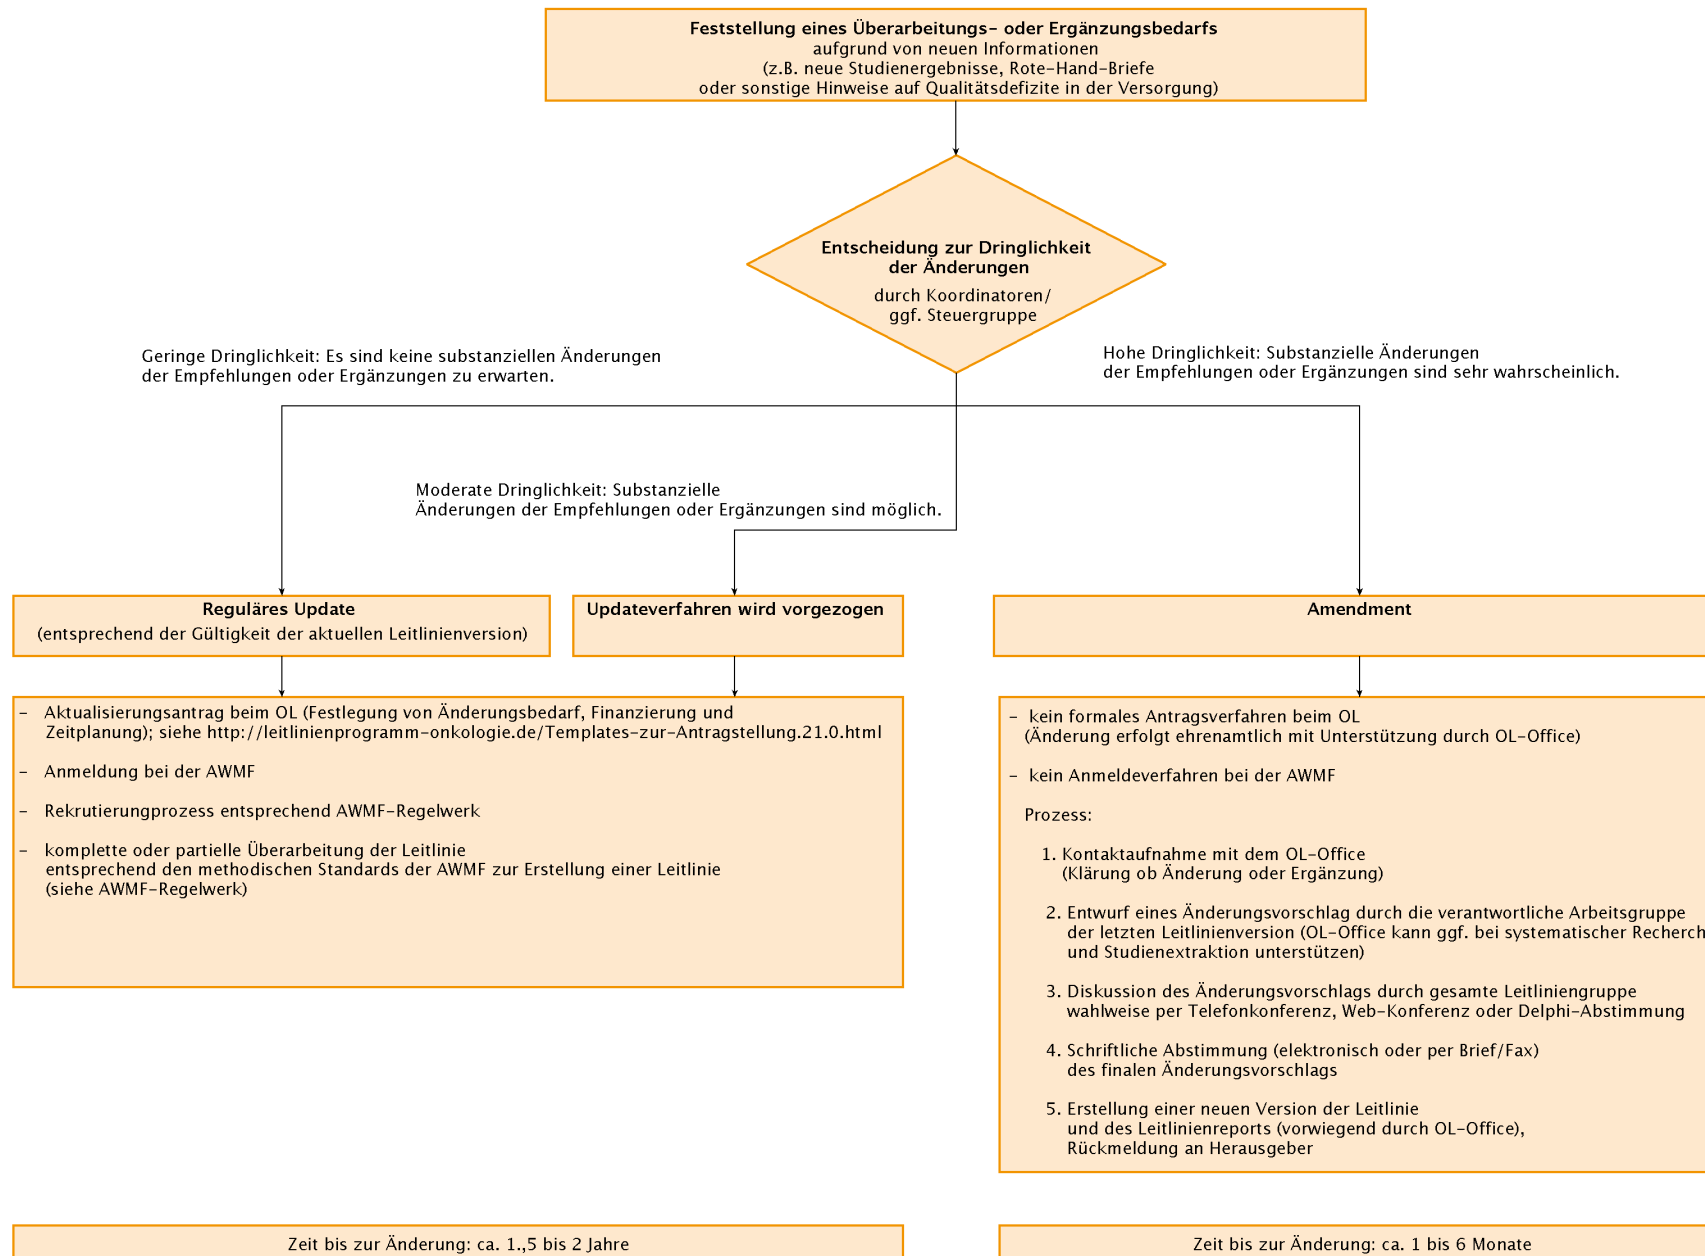 Feststellung eines Überarbeitungs- oder Ergänzungsbedarfs
aufgrund von neuen Informationen
(z.B. neue Studienergebnisse, Rote-Hand-Briefe
oder sonstige Hinweise auf Qualitätsdefizite in der Versorgung)
Entscheidung zur Dringlichkeit
der Änderungen
durch Koordinatoren/
ggf. Steuergruppe
Geringe Dringlichkeit: Es sind keine substanziellen Änderungen
der Empfehlungen oder Ergänzungen zu erwarten.
Hohe Dringlichkeit: Substanzielle Änderungen
der Empfehlungen oder Ergänzungen sind sehr wahrscheinlich.
Moderate Dringlichkeit: Substanzielle
Änderungen der Empfehlungen oder Ergänzungen sind möglich.
Reguläres Update
(entsprechend der Gültigkeit der aktuellen Leitlinienversion)
Updateverfahren wird vorgezogen
Amendment
- Aktualisierungsantrag beim OL (Festlegung von Änderungsbedarf, Finanzierung und
Zeitplanung); siehe http://leitlinienprogramm-onkologie.de/Templates-zur-Antragstellung.21.0.html
- Anmeldung bei der AWMF
- Rekrutierungprozess entsprechend AWMF-Regelwerk
- komplette oder partielle Überarbeitung der Leitlinie
entsprechend den methodischen Standards der AWMF zur Erstellung einer Leitlinie
(siehe AWMF-Regelwerk)
- kein formales Antragsverfahren beim OL
(Änderung erfolgt ehrenamtlich mit Unterstützung durch OL-Office)
- kein Anmeldeverfahren bei der AWMF
Prozess:
1. Kontaktaufnahme mit dem OL-Office
(Klärung ob Änderung oder Ergänzung)
2. Entwurf eines Änderungsvorschlag durch die verantwortliche Arbeitsgruppe
der letzten Leitlinienversion (OL-Office kann ggf. bei systematischer Recherch
und Studienextraktion unterstützen)
3. Diskussion des Änderungsvorschlags durch gesamte Leitliniengruppe
wahlweise per Telefonkonferenz, Web-Konferenz oder Delphi-Abstimmung
4. Schriftliche Abstimmung (elektronisch oder per Brief/Fax)
des finalen Änderungsvorschlags
5. Erstellung einer neuen Version der Leitlinie
und des Leitlinienreports (vorwiegend durch OL-Office),
Rückmeldung an Herausgeber
Zeit bis zur Änderung: ca. 1.,5 bis 2 Jahre
Zeit bis zur Änderung: ca. 1 bis 6 Monate